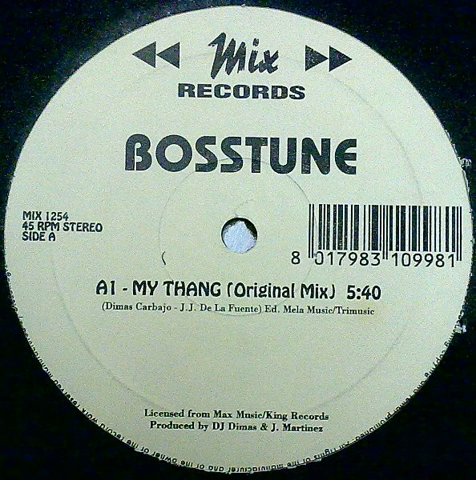 Mix
RECORDS
BOSSTUNE
MIX 1254
45 RPM STEREO
SIDE A
8 017983 109981
A1 - MY THANG (Original Mix) 5:40
(Dimas Carbajo - J.J. De La Fuente) Ed. Mela Music/Trimusic
Licensed from Max Music/King Records
Produced by DJ Dimas & J. Martinez